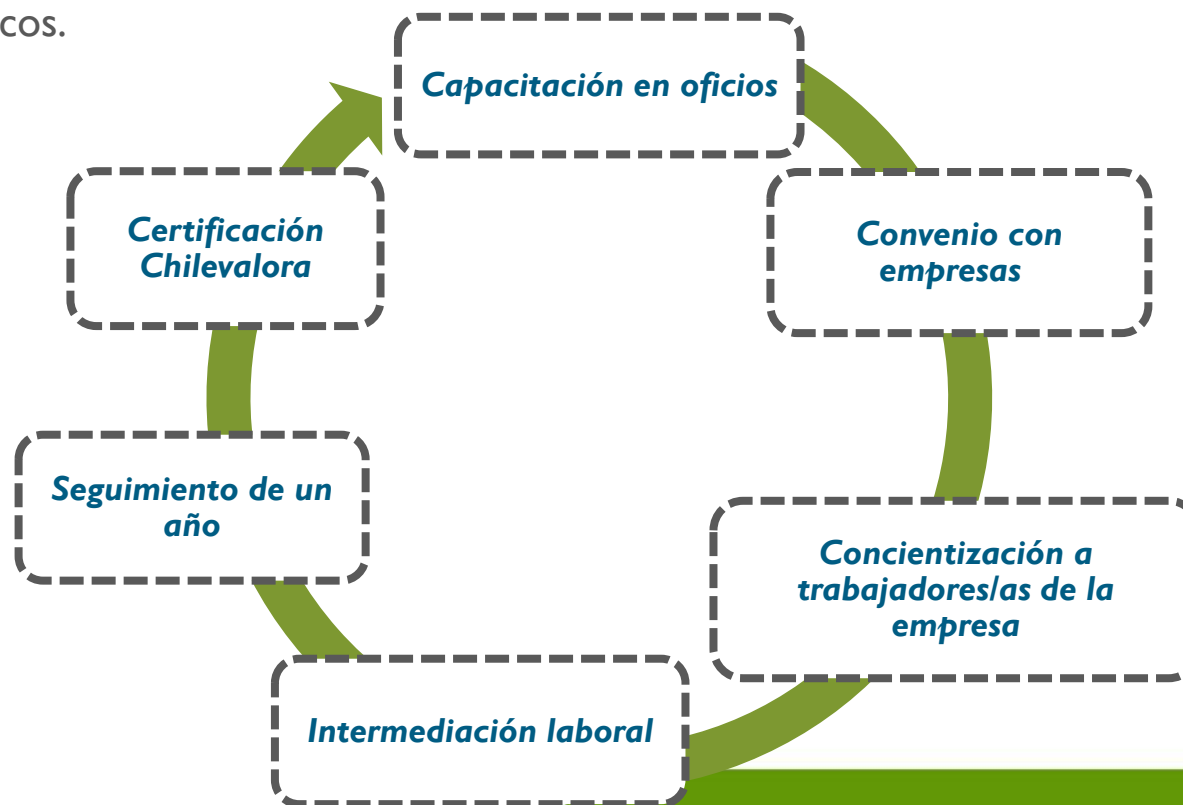 cos.
Capacitación en oficios
Convenio con
empresas
Concientización a
trabajadores/as de la
empresa
Intermediación laboral
Seguimiento de un
año
Certificación
Chilevalora